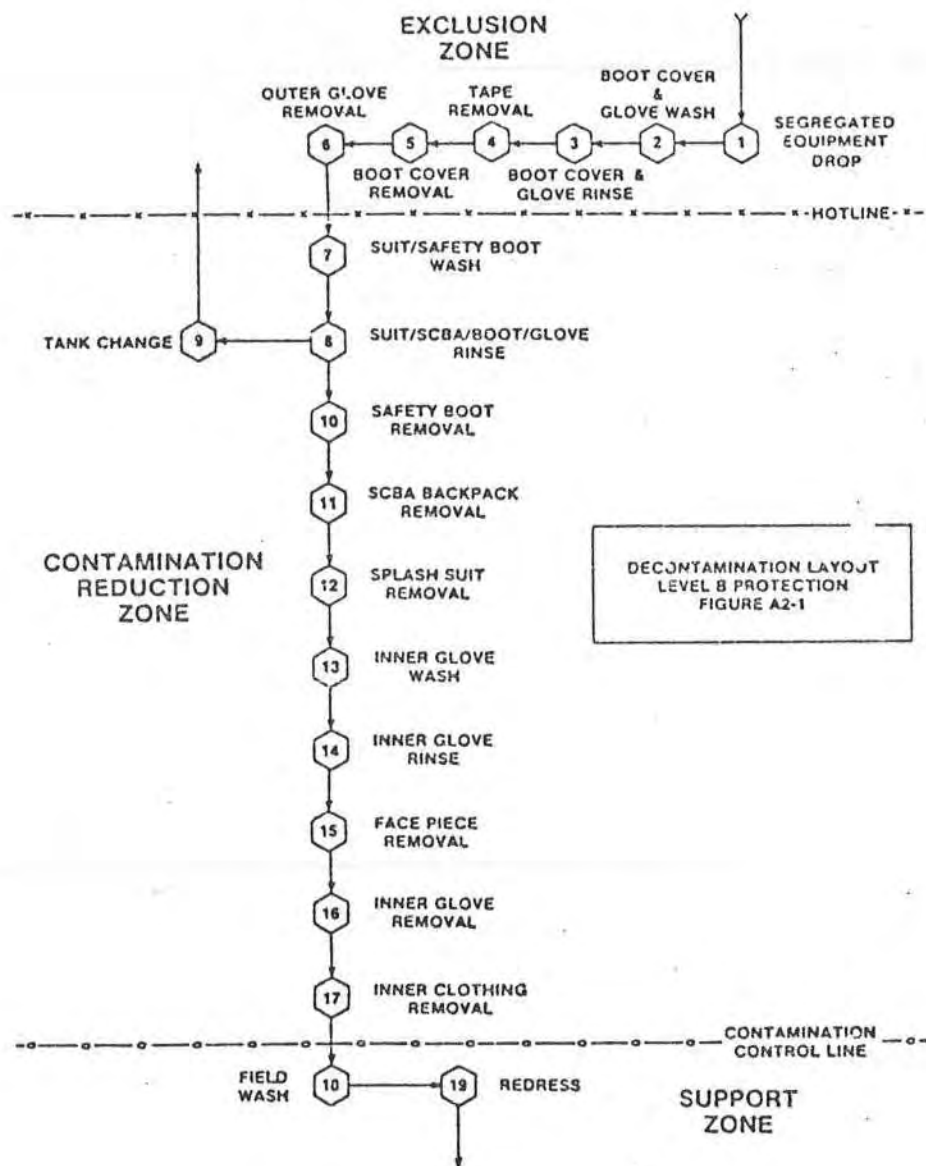 EXCLUSION
ZONE
BOOT COVER
&
GLOVE WASH
TAPE
REMOVAL
OUTER GLOVE
REMOVAL
SEGREGATED
EQUIPMENT
DROP
6
5
4
3
2
1
BOOT COVER
REMOVAL
BOOT COVER &
GLOVE RINSE
HOTLINE
7
SUIT/SAFETY BOOT
WASH
TANK CHANGE
9
8
SUIT/SCBA/BOOT/GLOVE
RINSE
10
SAFETY BOOT
REMOVAL
11
SCBA BACKPACK
REMOVAL
CONTAMINATION
REDUCTION
ZONE
12
SPLASH SUIT
REMOVAL
DECONTAMINATION LAYOUT
LEVEL B PROTECTION
FIGURE A2-1
13
INNER GLOVE
WASH
14
INNER GLOVE
RINSE
15
FACE PIECE
REMOVAL
16
INNER GLOVE
REMOVAL
17
INNER CLOTHING
REMOVAL
CONTAMINATION
CONTROL LINE
FIELD
WASH
10
19
REDRESS
SUPPORT
ZONE